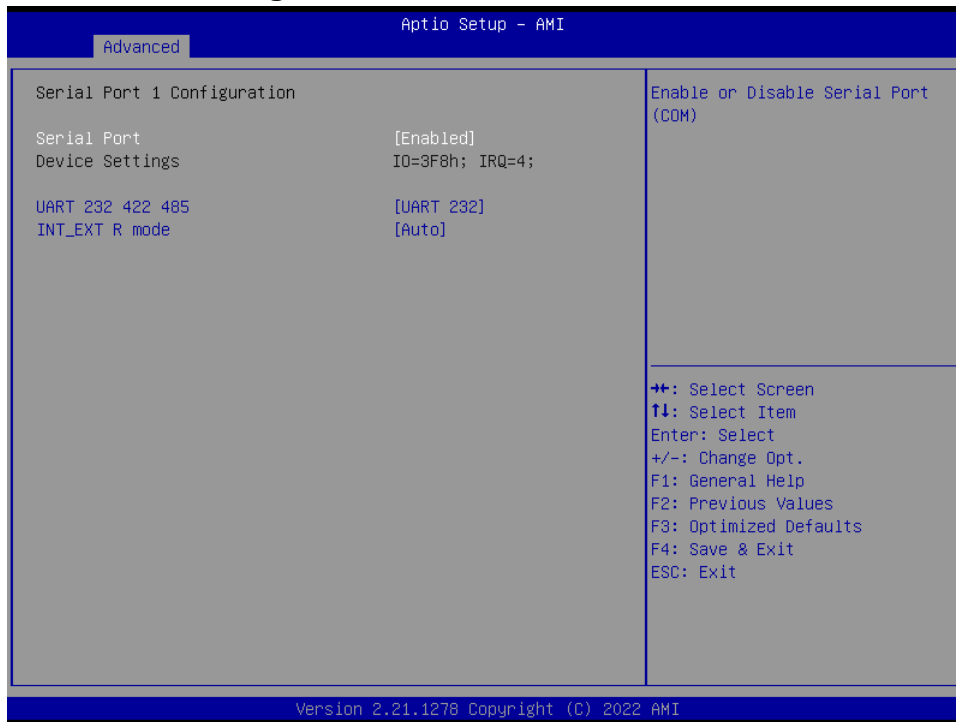 Aptio Setup – AMI
Advanced
Serial Port 1 Configuration
Serial Port [Enabled]
Device Settings IO=3F8h; IRQ=4;
UART 232 422 485 [UART 232]
INT_EXT R mode [Auto]
Enable or Disable Serial Port
(COM)
→←: Select Screen
↑↓: Select Item
Enter: Select
+/-: Change Opt.
F1: General Help
F2: Previous Values
F3: Optimized Defaults
F4: Save & Exit
ESC: Exit
Version 2.21.1278 Copyright (C) 2022 AMI